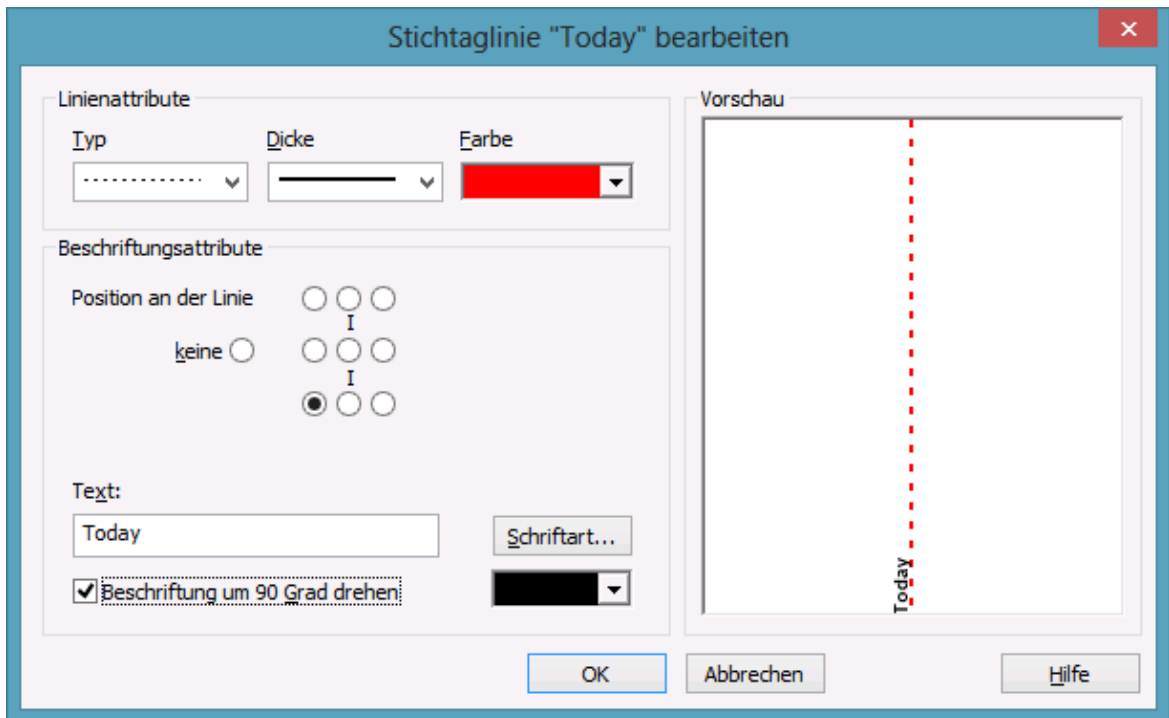 Stichtaglinie "Today" bearbeiten
Linienattribute
Typ
Dicke
Farbe
Beschriftungsattribute
Position an der Linie
I
keine
I
Text:
Today
Schriftart...
Beschriftung um 90 Grad drehen
Vorschau
Today
OK
Abbrechen
Hilfe